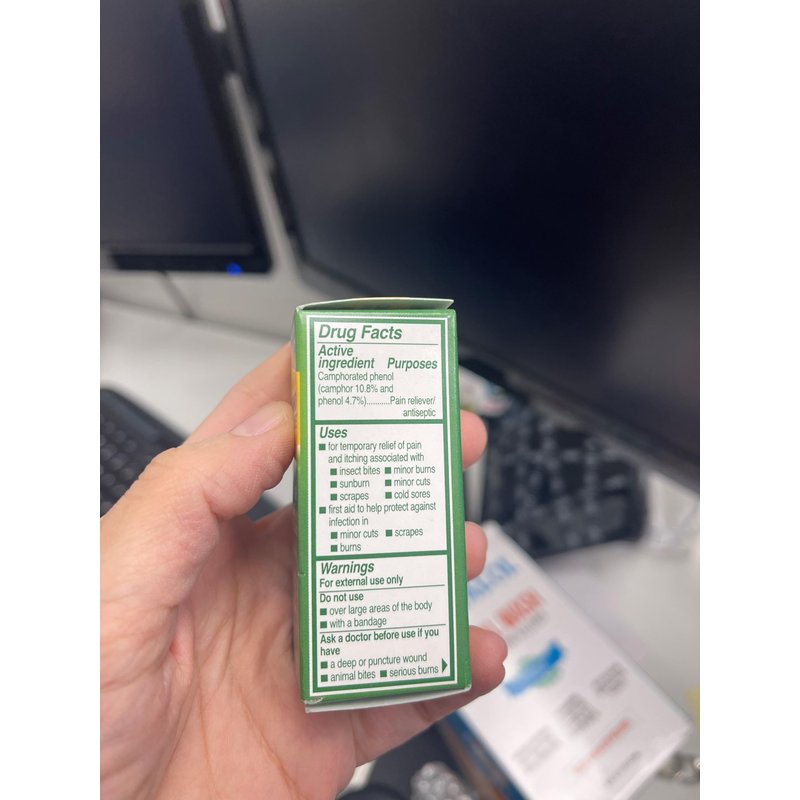 Drug Facts
Active
ingredient Purposes
Camphorated phenol
(camphor 10.8% and
phenol 4.7%)..........Pain reliever/
antiseptic
Uses
■ for temporary relief of pain
and itching associated with
■ insect bites ■ minor burns
■ sunburn ■ minor cuts
■ scrapes ■ cold sores
■ first aid to help protect against
infection in
■ minor cuts ■ scrapes
■ burns
Warnings
For external use only
Do not use
■ over large areas of the body
■ with a bandage
Ask a doctor before use if you
have
■ a deep or puncture wound
■ animal bites ■ serious burns
WASH